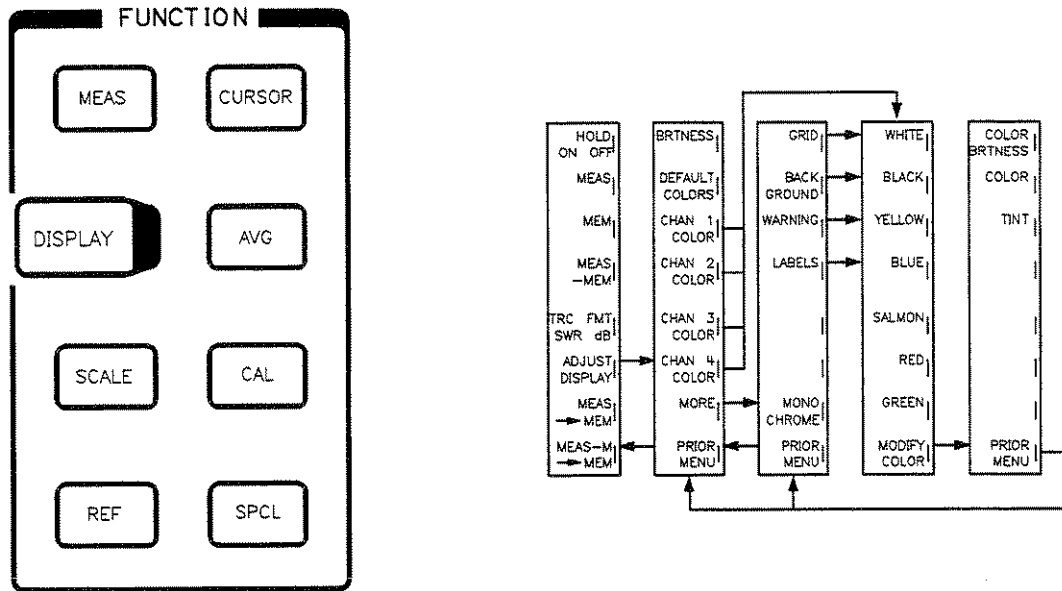 FUNCTION
MEAS
CURSOR
DISPLAY
AVG
SCALE
CAL
REF
SPCL
HOLD
ON OFF
MEAS
MEM
MEAS
-MEM
TRC FMT
SWR dB
ADJUST
DISPLAY
MEAS
→ MEM
MEAS-M
→ MEM
BRTNESS
DEFAULT
COLORS
CHAN 1
COLOR
CHAN 2
COLOR
CHAN 3
COLOR
CHAN 4
COLOR
MORE
PRIOR
MENU
GRID
BACK
GROUND
WARNING
LABELS
MONO
CHROME
PRIOR
MENU
WHITE
BLACK
YELLOW
BLUE
SALMON
RED
GREEN
MODIFY
COLOR
COLOR
BRTNESS
COLOR
TINT
PRIOR
MENU